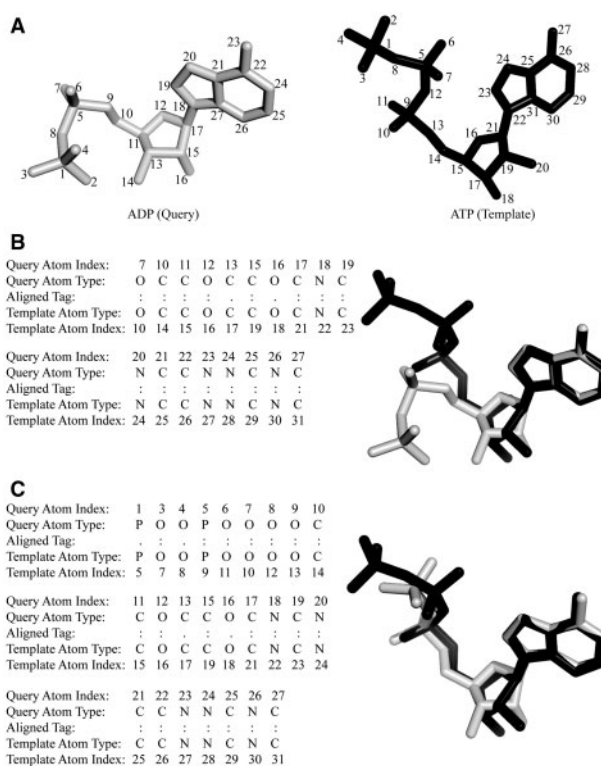 A
4 2 1 3 8 5 6 7 12 11 9 10 13 14 16 15 17 18 19 20 21 22 23 24 25 31 26 27 28 29 30
23 20 21 22 24 19 18 27 25 26 7 6 9 5 10 12 17 8 11 13 15 4 3 1 2 14 16
ADP (Query) ATP (Template)
B
Query Atom Index: 7 10 11 12 13 15 16 17 18 19
Query Atom Type: O C C O C C O C N C
Aligned Tag: : : : : . : . : : :
Template Atom Type: O C C O C C O C N C
Template Atom Index: 10 14 15 16 17 19 18 21 22 23
Query Atom Index: 20 21 22 23 24 25 26 27
Query Atom Type: N C C N N C N C
Aligned Tag: : : : : : : : :
Template Atom Type: N C C N N C N C
Template Atom Index: 24 25 26 27 28 29 30 31
C
Query Atom Index: 1 3 4 5 6 7 8 9 10
Query Atom Type: P O O P O O O O C
Aligned Tag: . : . : : : : : :
Template Atom Type: P O O P O O O O C
Template Atom Index: 5 7 8 9 11 10 12 13 14
Query Atom Index: 11 12 13 15 16 17 18 19 20
Query Atom Type: C O C C O C N C N
Aligned Tag: : : . : . : : : :
Template Atom Type: C O C C O C N C N
Template Atom Index: 15 16 17 19 18 21 22 23 24
Query Atom Index: 21 22 23 24 25 26 27
Query Atom Type: C C N N C N C
Aligned Tag: : : : : : : :
Template Atom Type: C C N N C N C
Template Atom Index: 25 26 27 28 29 30 31